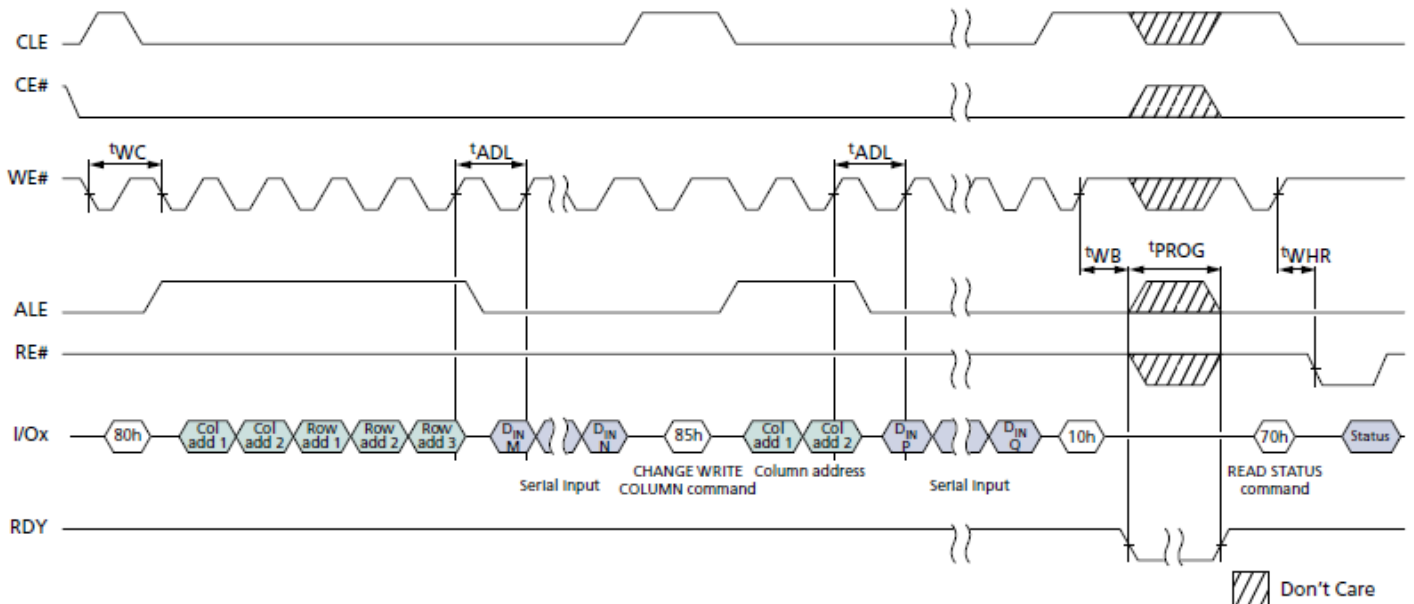 CLE
CE#
tWC
tADL
tADL
WE#
tWB
tPROG
tWHR
ALE
RE#
I/Ox
80h
Col add 1
Col add 2
Row add 1
Row add 2
Row add 3
DIN M
DIN N
85h
Col add 1
Col add 2
DIN P
DIN Q
10h
70h
Status
Serial input
CHANGE WRITE
COLUMN command
Column address
Serial input
READ STATUS
command
RDY
Don't Care